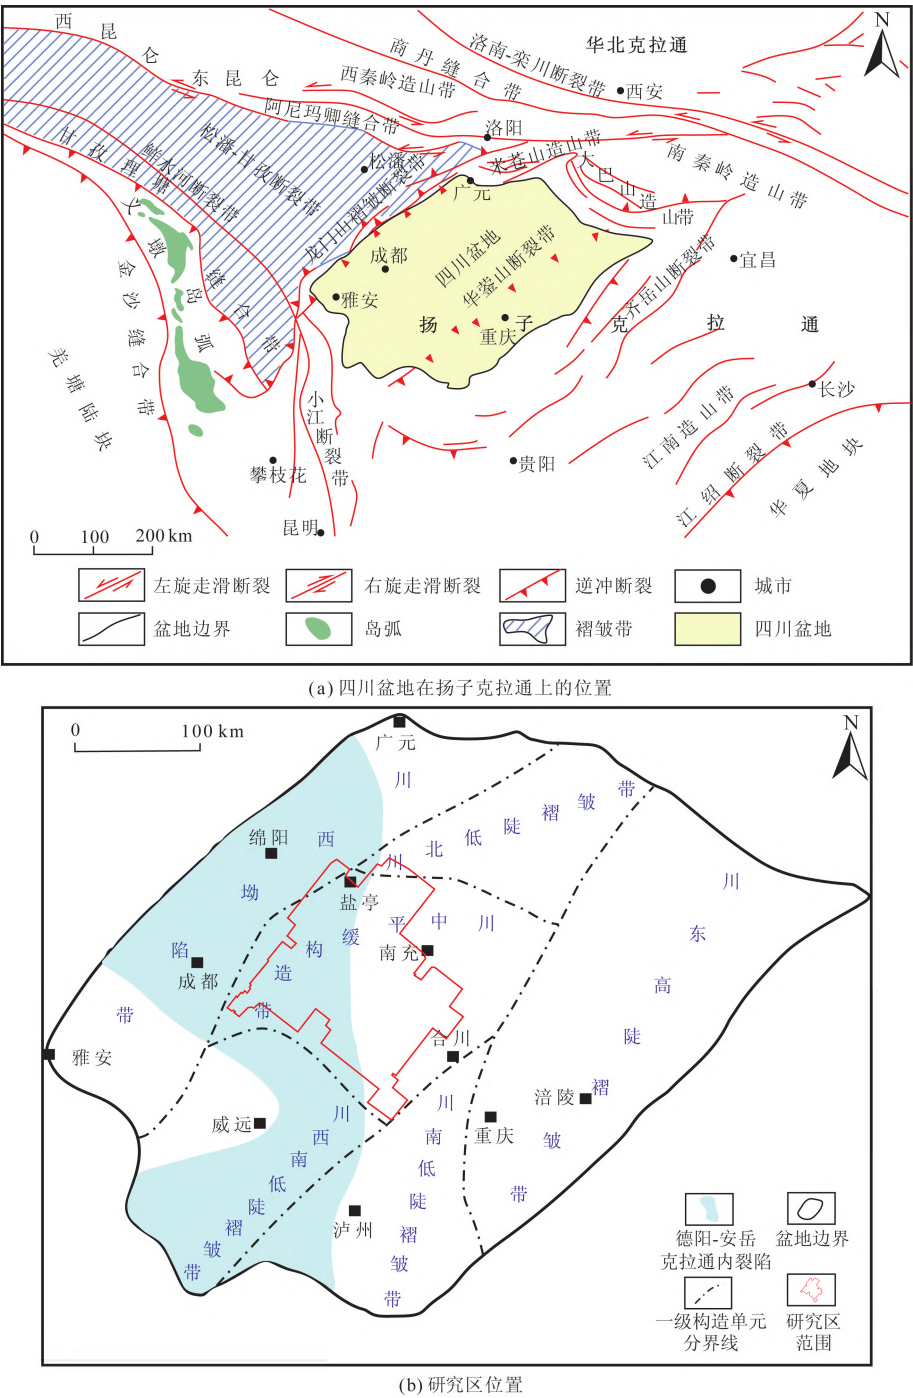 西昆仑
东昆仑
商丹缝合带
洛南-栾川断裂带
华北克拉通
N
西秦岭造山带
西安
阿尼玛卿缝合带
洛阳
甘孜理塘
缝合带
鲜水河断裂带
松潘-甘孜断裂带
松潘
龙门山褶皱断裂带
米苍山造山带
大巴山造山带
南秦岭造山带
广元
义墩岛弧
金沙缝合带
羌塘陆块
成都
雅安
四川盆地
华蓥山断裂带
齐岳山断裂带
宜昌
扬子克拉通
重庆
小江断裂带
攀枝花
昆明
贵阳
长沙
江南造山带
江绍断裂带
华夏地块
0 100 200 km
左旋走滑断裂
右旋走滑断裂
逆冲断裂
城市
盆地边界
岛弧
褶皱带
四川盆地
(a) 四川盆地在扬子克拉通上的位置
0 100 km
N
广元
川西坳陷带
川北低陡褶皱带
绵阳
盐亭
川中平缓构造带
南充
成都
雅安
合川
川东高陡褶皱带
威远
川西南低陡褶皱带
川南低陡褶皱带
重庆
涪陵
泸州
德阳-安岳
克拉通内裂陷
盆地边界
一级构造单元
分界线
研究区
范围
(b) 研究区位置